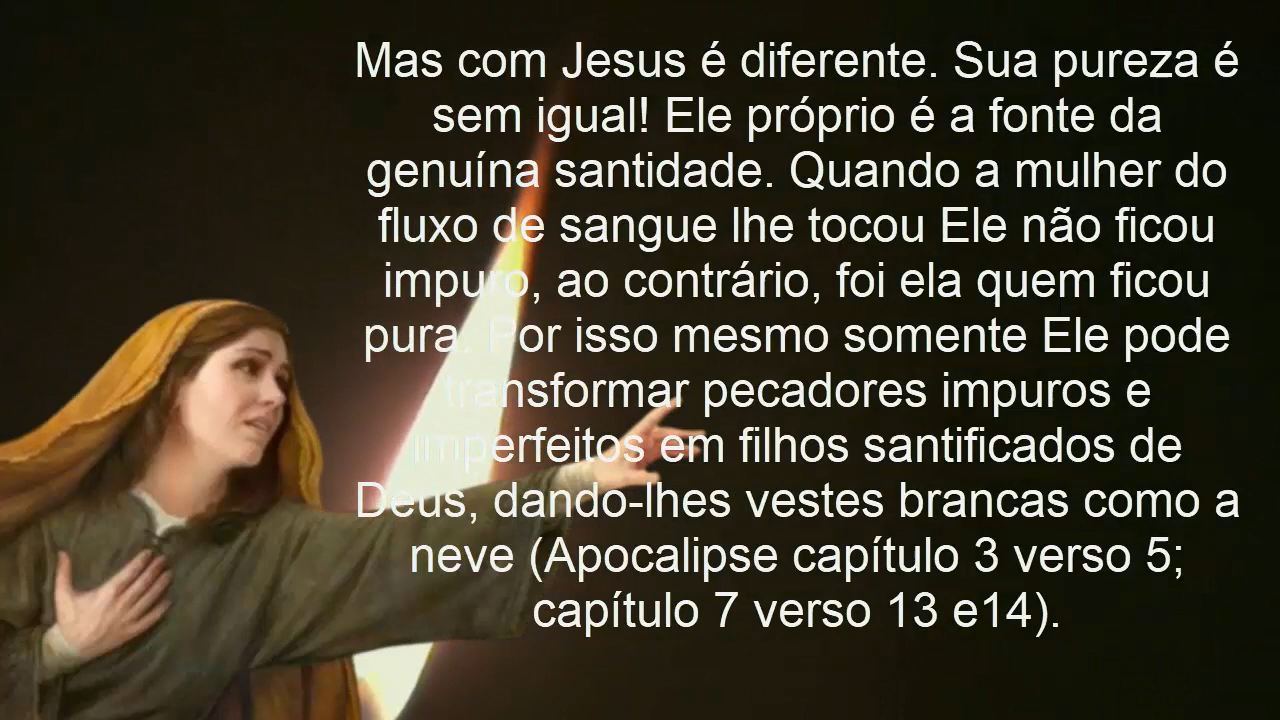 Mas com Jesus é diferente. Sua pureza é
sem igual! Ele próprio é a fonte da
genuína santidade. Quando a mulher do
fluxo de sangue lhe tocou Ele não ficou
impuro, ao contrário, foi ela quem ficou
pura. Por isso mesmo somente Ele pode
transformar pecadores impuros e
imperfeitos em filhos santificados de
Deus, dando-lhes vestes brancas como a
neve (Apocalipse capítulo 3 verso 5;
capítulo 7 verso 13 e14).